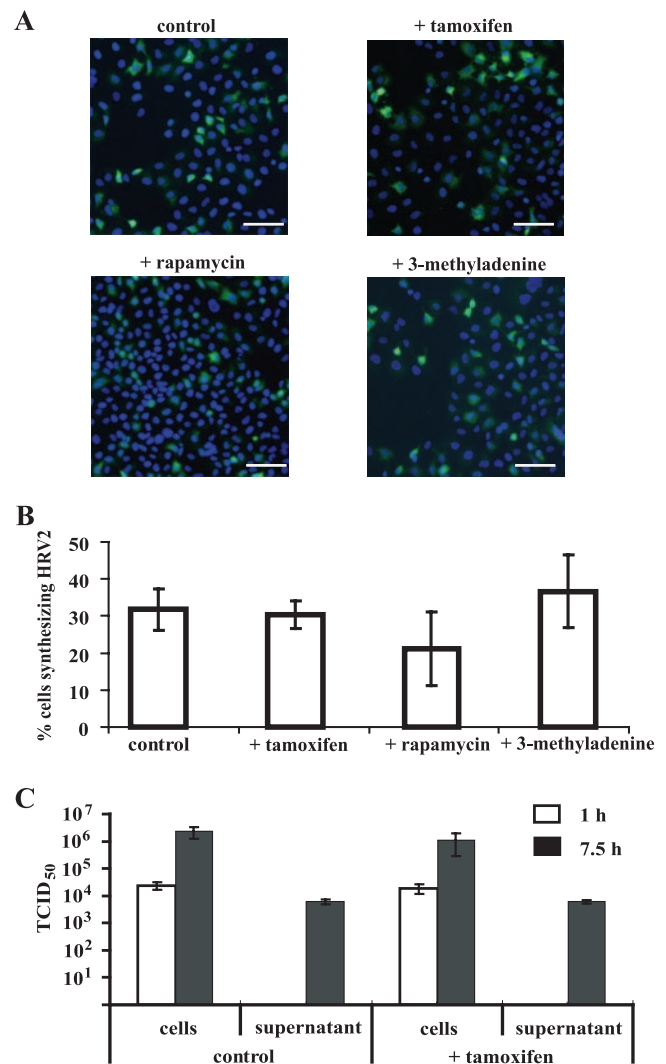 A
control
+ tamoxifen
+ rapamycin
+ 3-methyladenine
B
% cells synthesizing HRV2
50
40
30
20
10
0
control
+ tamoxifen
+ rapamycin
+ 3-methyladenine
C
TCID50
10^7
10^6
10^5
10^4
10^3
10^2
10^1
1 h
7.5 h
cells
supernatant
cells
supernatant
control
+ tamoxifen